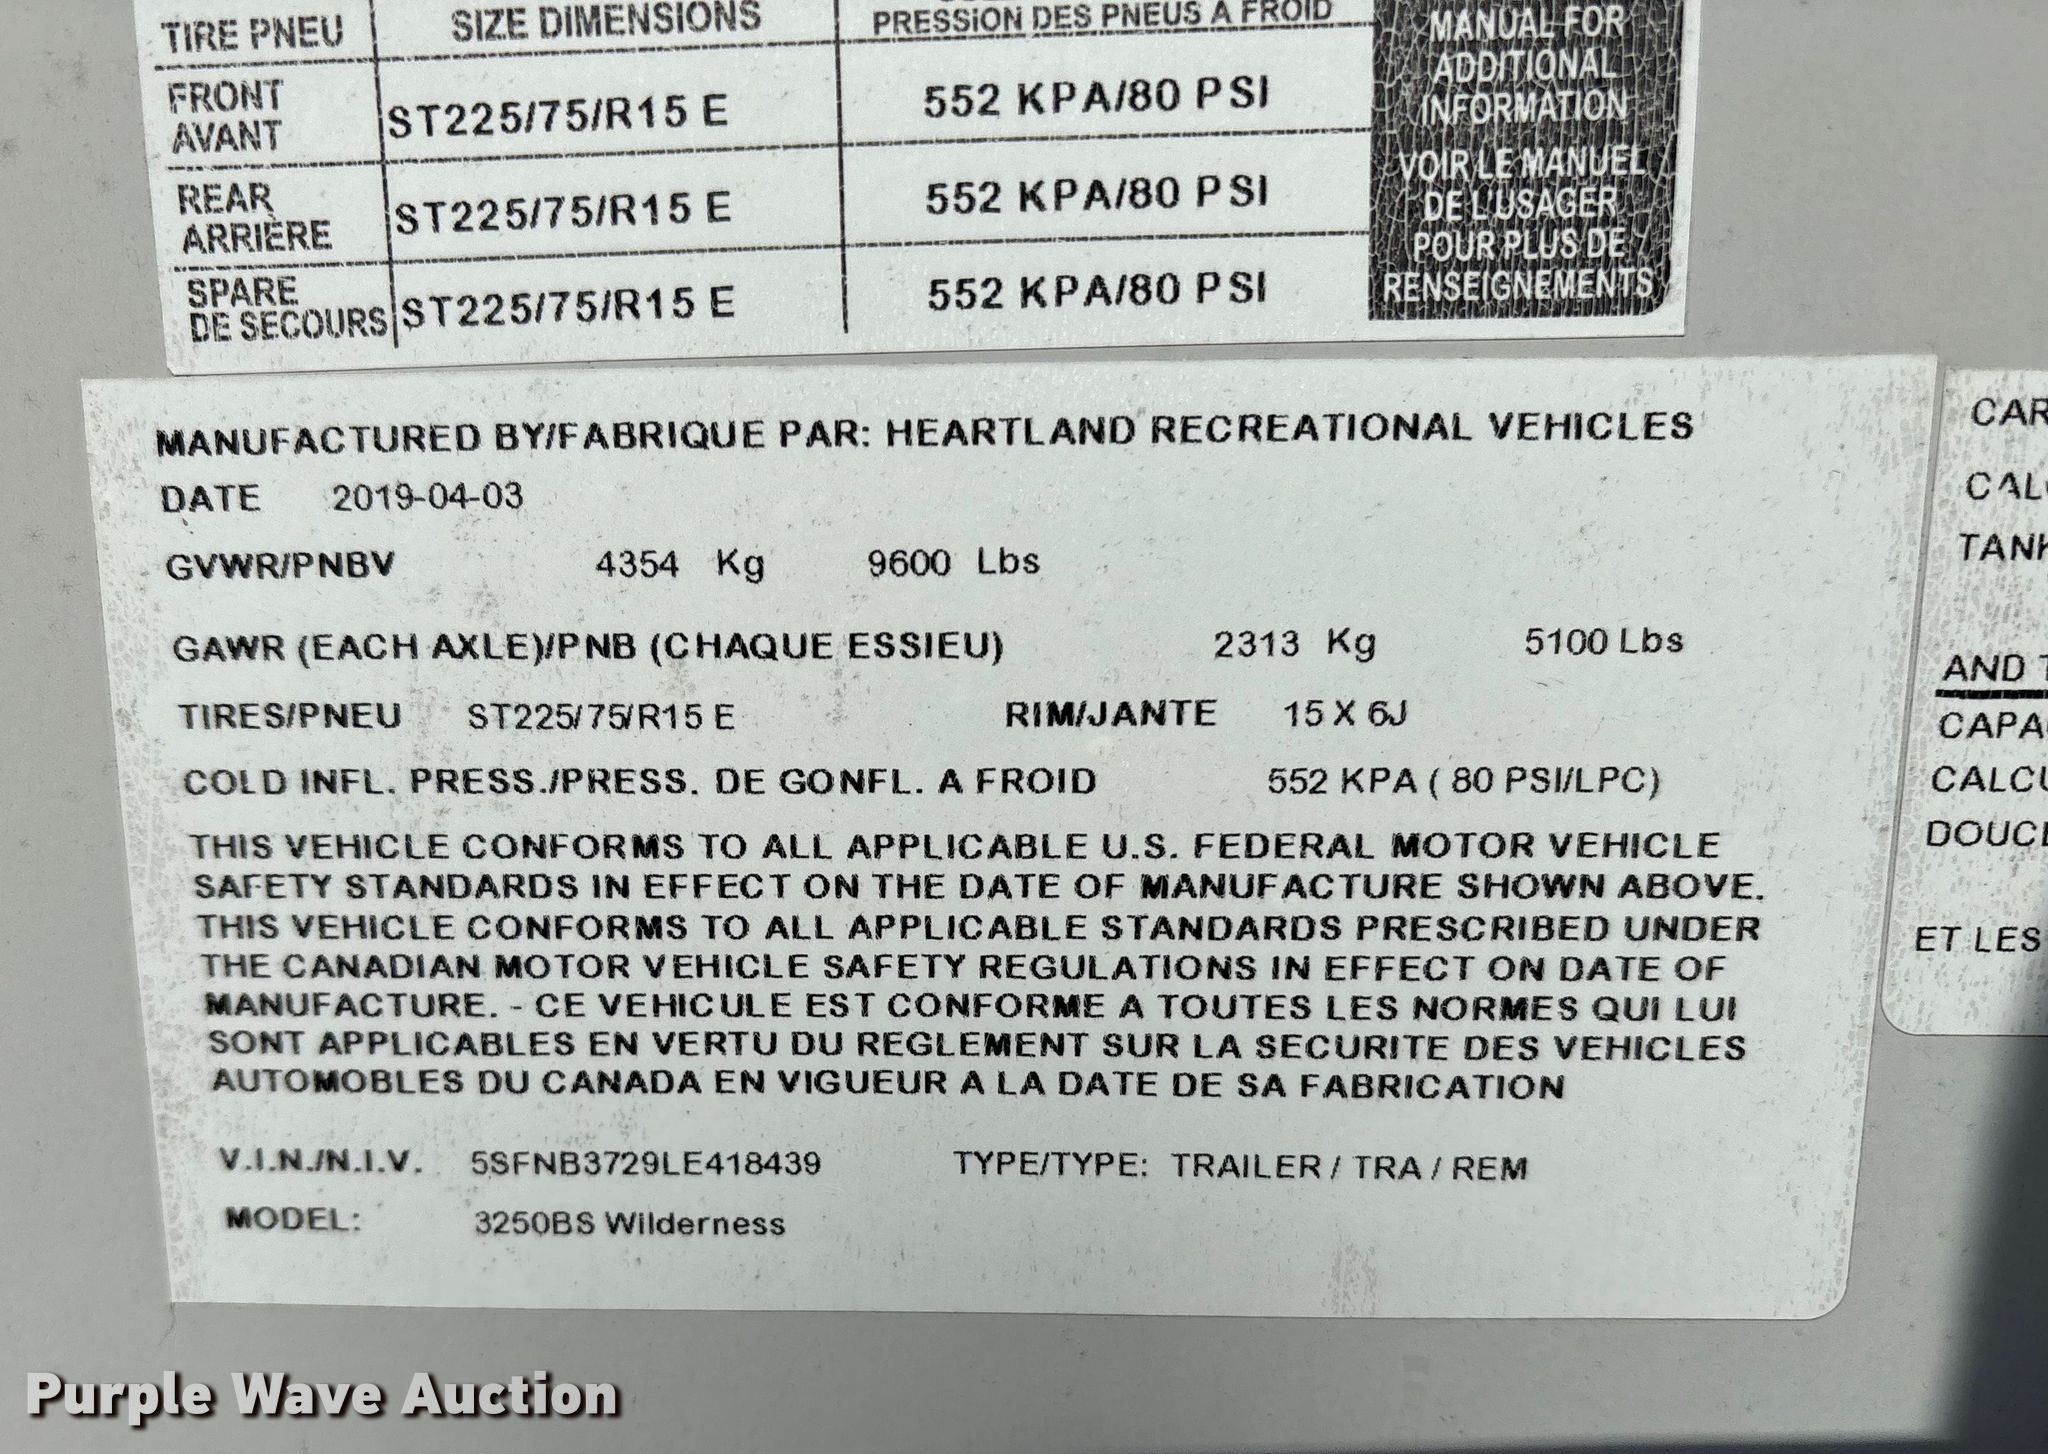 TIRE PNEU SIZE DIMENSIONS PRESSION DES PNEUS A FROID
FRONT
AVANT
ST225/75/R15 E 552 KPA/80 PSI
REAR
ARRIÈRE
ST225/75/R15 E 552 KPA/80 PSI
SPARE
DE SECOURS
ST225/75/R15 E 552 KPA/80 PSI
MANUAL FOR
ADDITIONAL
INFORMATION
VOIR LE MANUEL
DE L'USAGER
POUR PLUS DE
RENSEIGNEMENTS
MANUFACTURED BY/FABRIQUE PAR: HEARTLAND RECREATIONAL VEHICLES
DATE 2019-04-03
GVWR/PNBV 4354 Kg 9600 Lbs
GAWR (EACH AXLE)/PNB (CHAQUE ESSIEU) 2313 Kg 5100 Lbs
TIRES/PNEU ST225/75/R15 E RIM/JANTE 15 X 6J
COLD INFL. PRESS./PRESS. DE GONFL. A FROID 552 KPA ( 80 PSI/LPC)
THIS VEHICLE CONFORMS TO ALL APPLICABLE U.S. FEDERAL MOTOR VEHICLE
SAFETY STANDARDS IN EFFECT ON THE DATE OF MANUFACTURE SHOWN ABOVE.
THIS VEHICLE CONFORMS TO ALL APPLICABLE STANDARDS PRESCRIBED UNDER
THE CANADIAN MOTOR VEHICLE SAFETY REGULATIONS IN EFFECT ON DATE OF
MANUFACTURE. - CE VEHICULE EST CONFORME A TOUTES LES NORMES QUI LUI
SONT APPLICABLES EN VERTU DU REGLEMENT SUR LA SECURITE DES VEHICLES
AUTOMOBLES DU CANADA EN VIGUEUR A LA DATE DE SA FABRICATION
V.I.N./N.I.V. 5SFNB3729LE418439 TYPE/TYPE: TRAILER / TRA / REM
MODEL: 3250BS Wilderness
AND
ET LES
Purple Wave Auction